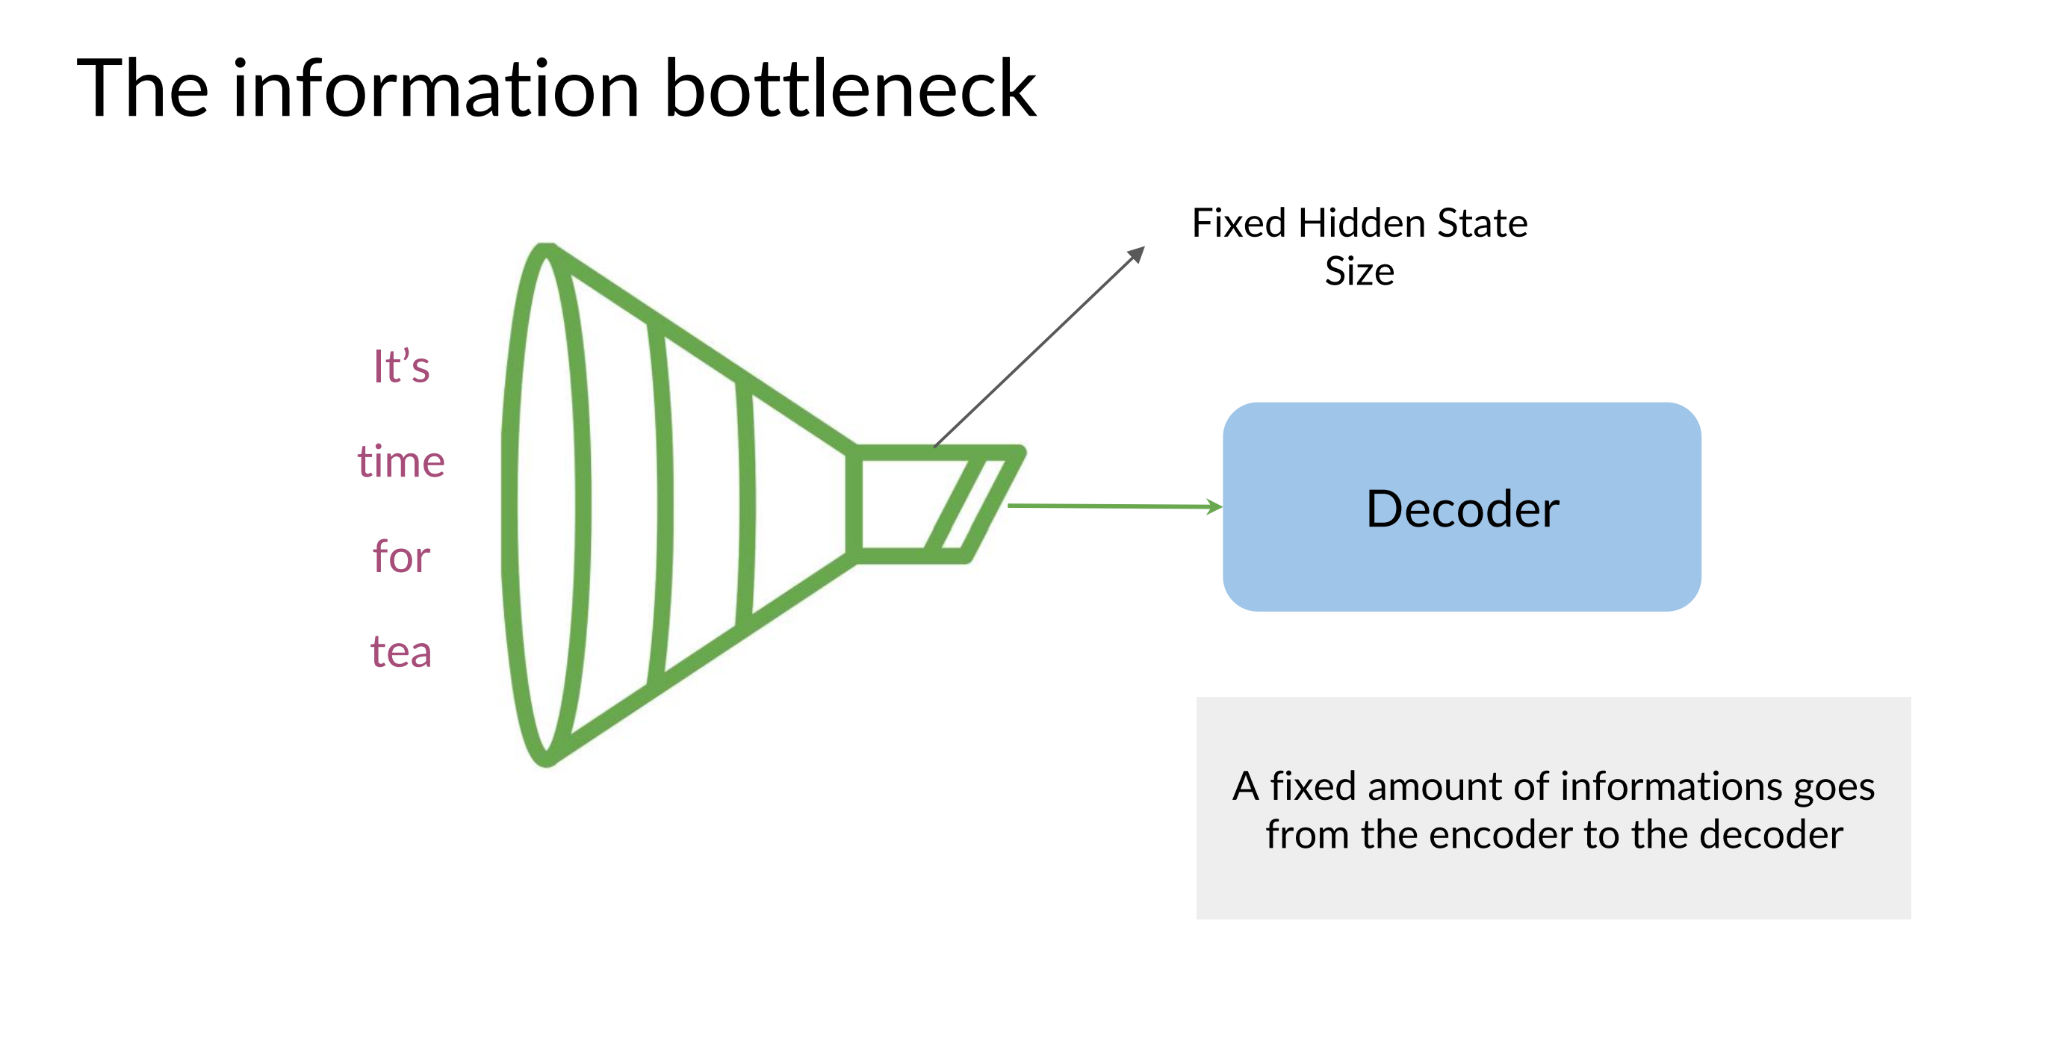 The information bottleneck
Fixed Hidden State
Size
It’s
time
for
tea
Decoder
A fixed amount of informations goes
from the encoder to the decoder